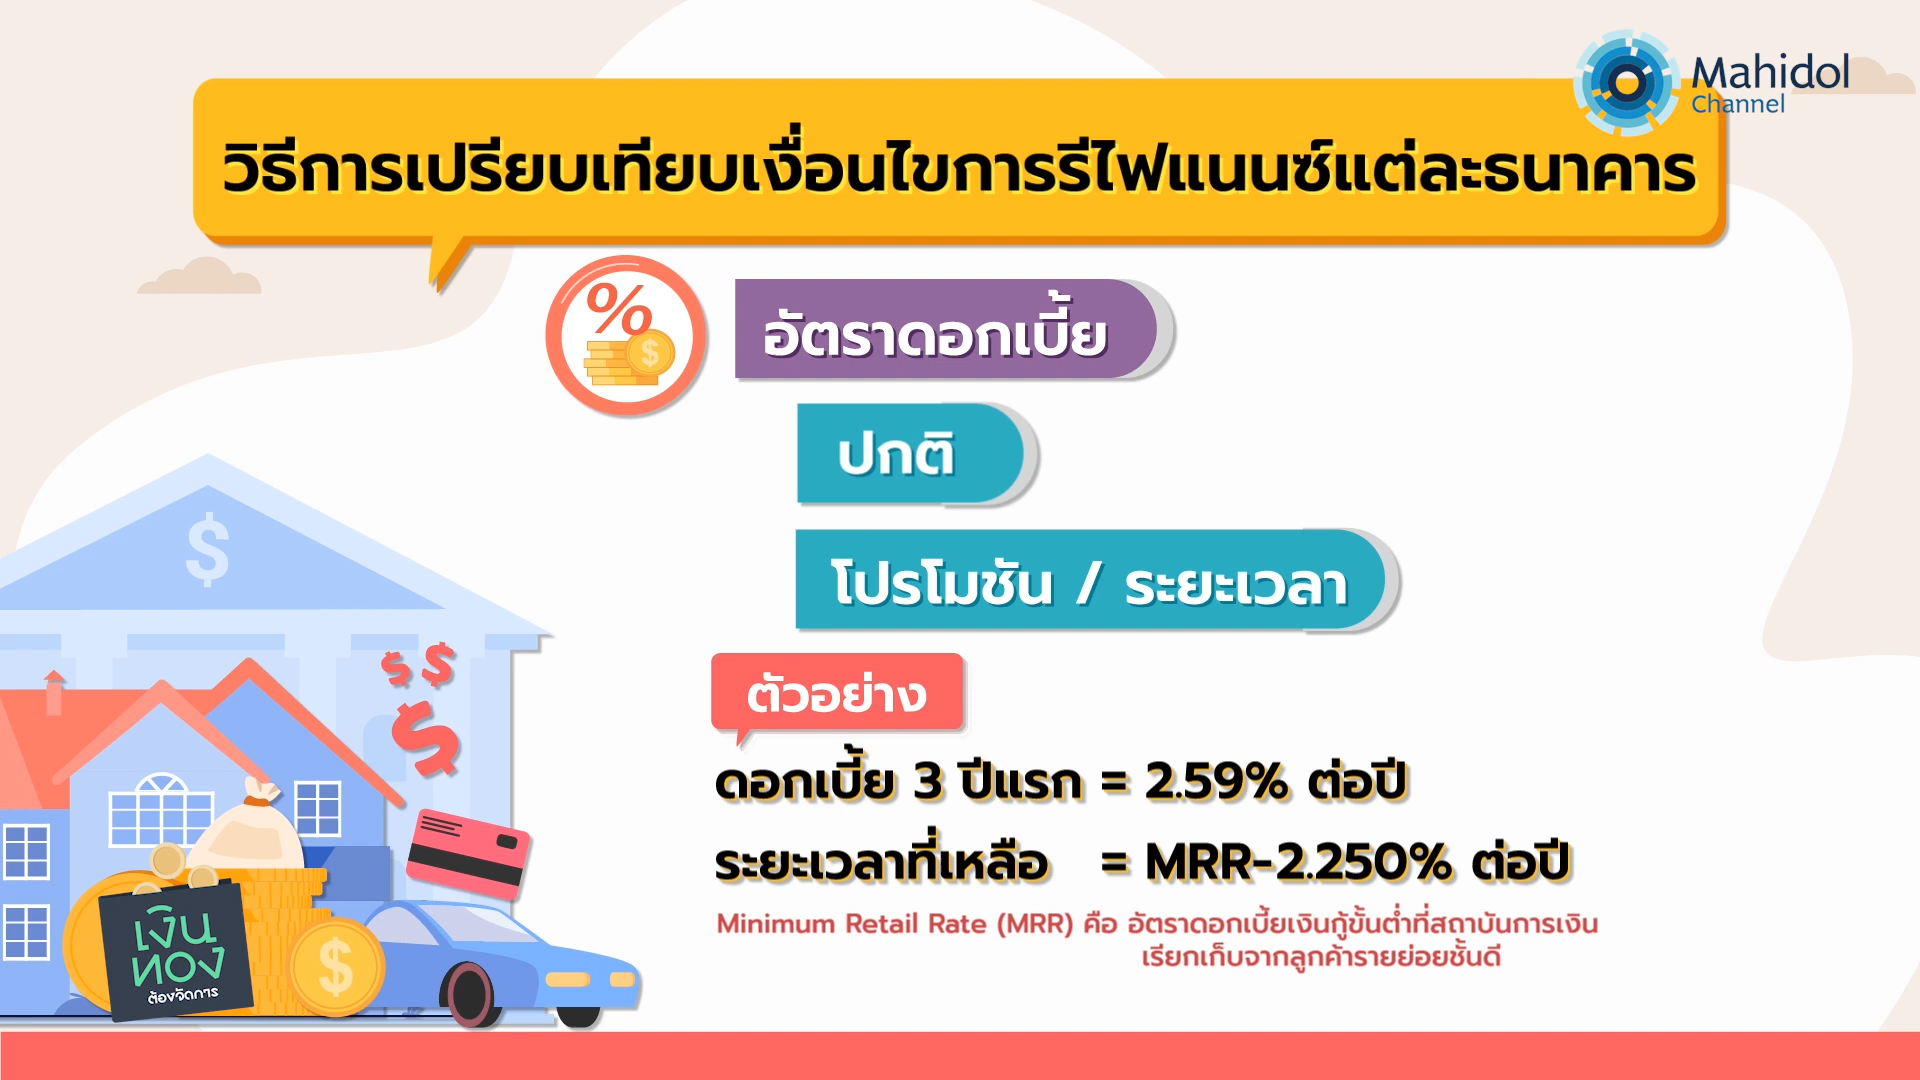 Mahidol
Channel
วิธีการเปรียบเทียบเงื่อนไขการรีไฟแนนซ์แต่ละธนาคาร
%
$
อัตราดอกเบี้ย
ปกติ
โปรโมชัน / ระยะเวลา
$
$ $
$
ตัวอย่าง
ดอกเบี้ย 3 ปีแรก = 2.59% ต่อปี
ระยะเวลาที่เหลือ = MRR-2.250% ต่อปี
Minimum Retail Rate (MRR) คือ อัตราดอกเบี้ยเงินกู้ขั้นต่ำที่สถาบันการเงิน
เรียกเก็บจากลูกค้ารายย่อยชั้นดี
เงิน
ทอง
ต้องจัดการ
$